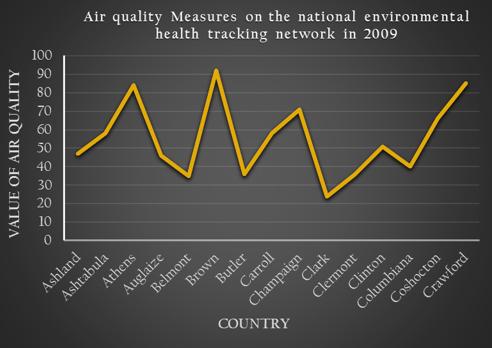 Air quality Measures on the national environmental
health tracking network in 2009
VALUE OF AIR QUALITY
100
90
80
70
60
50
40
30
20
10
0
Ashland
Ashtabula
Athens
Auglaize
Belmont
Brown
Butler
Carroll
Champaign
Clark
Clermont
Clinton
Columbiana
Coshocton
Crawford
COUNTRY